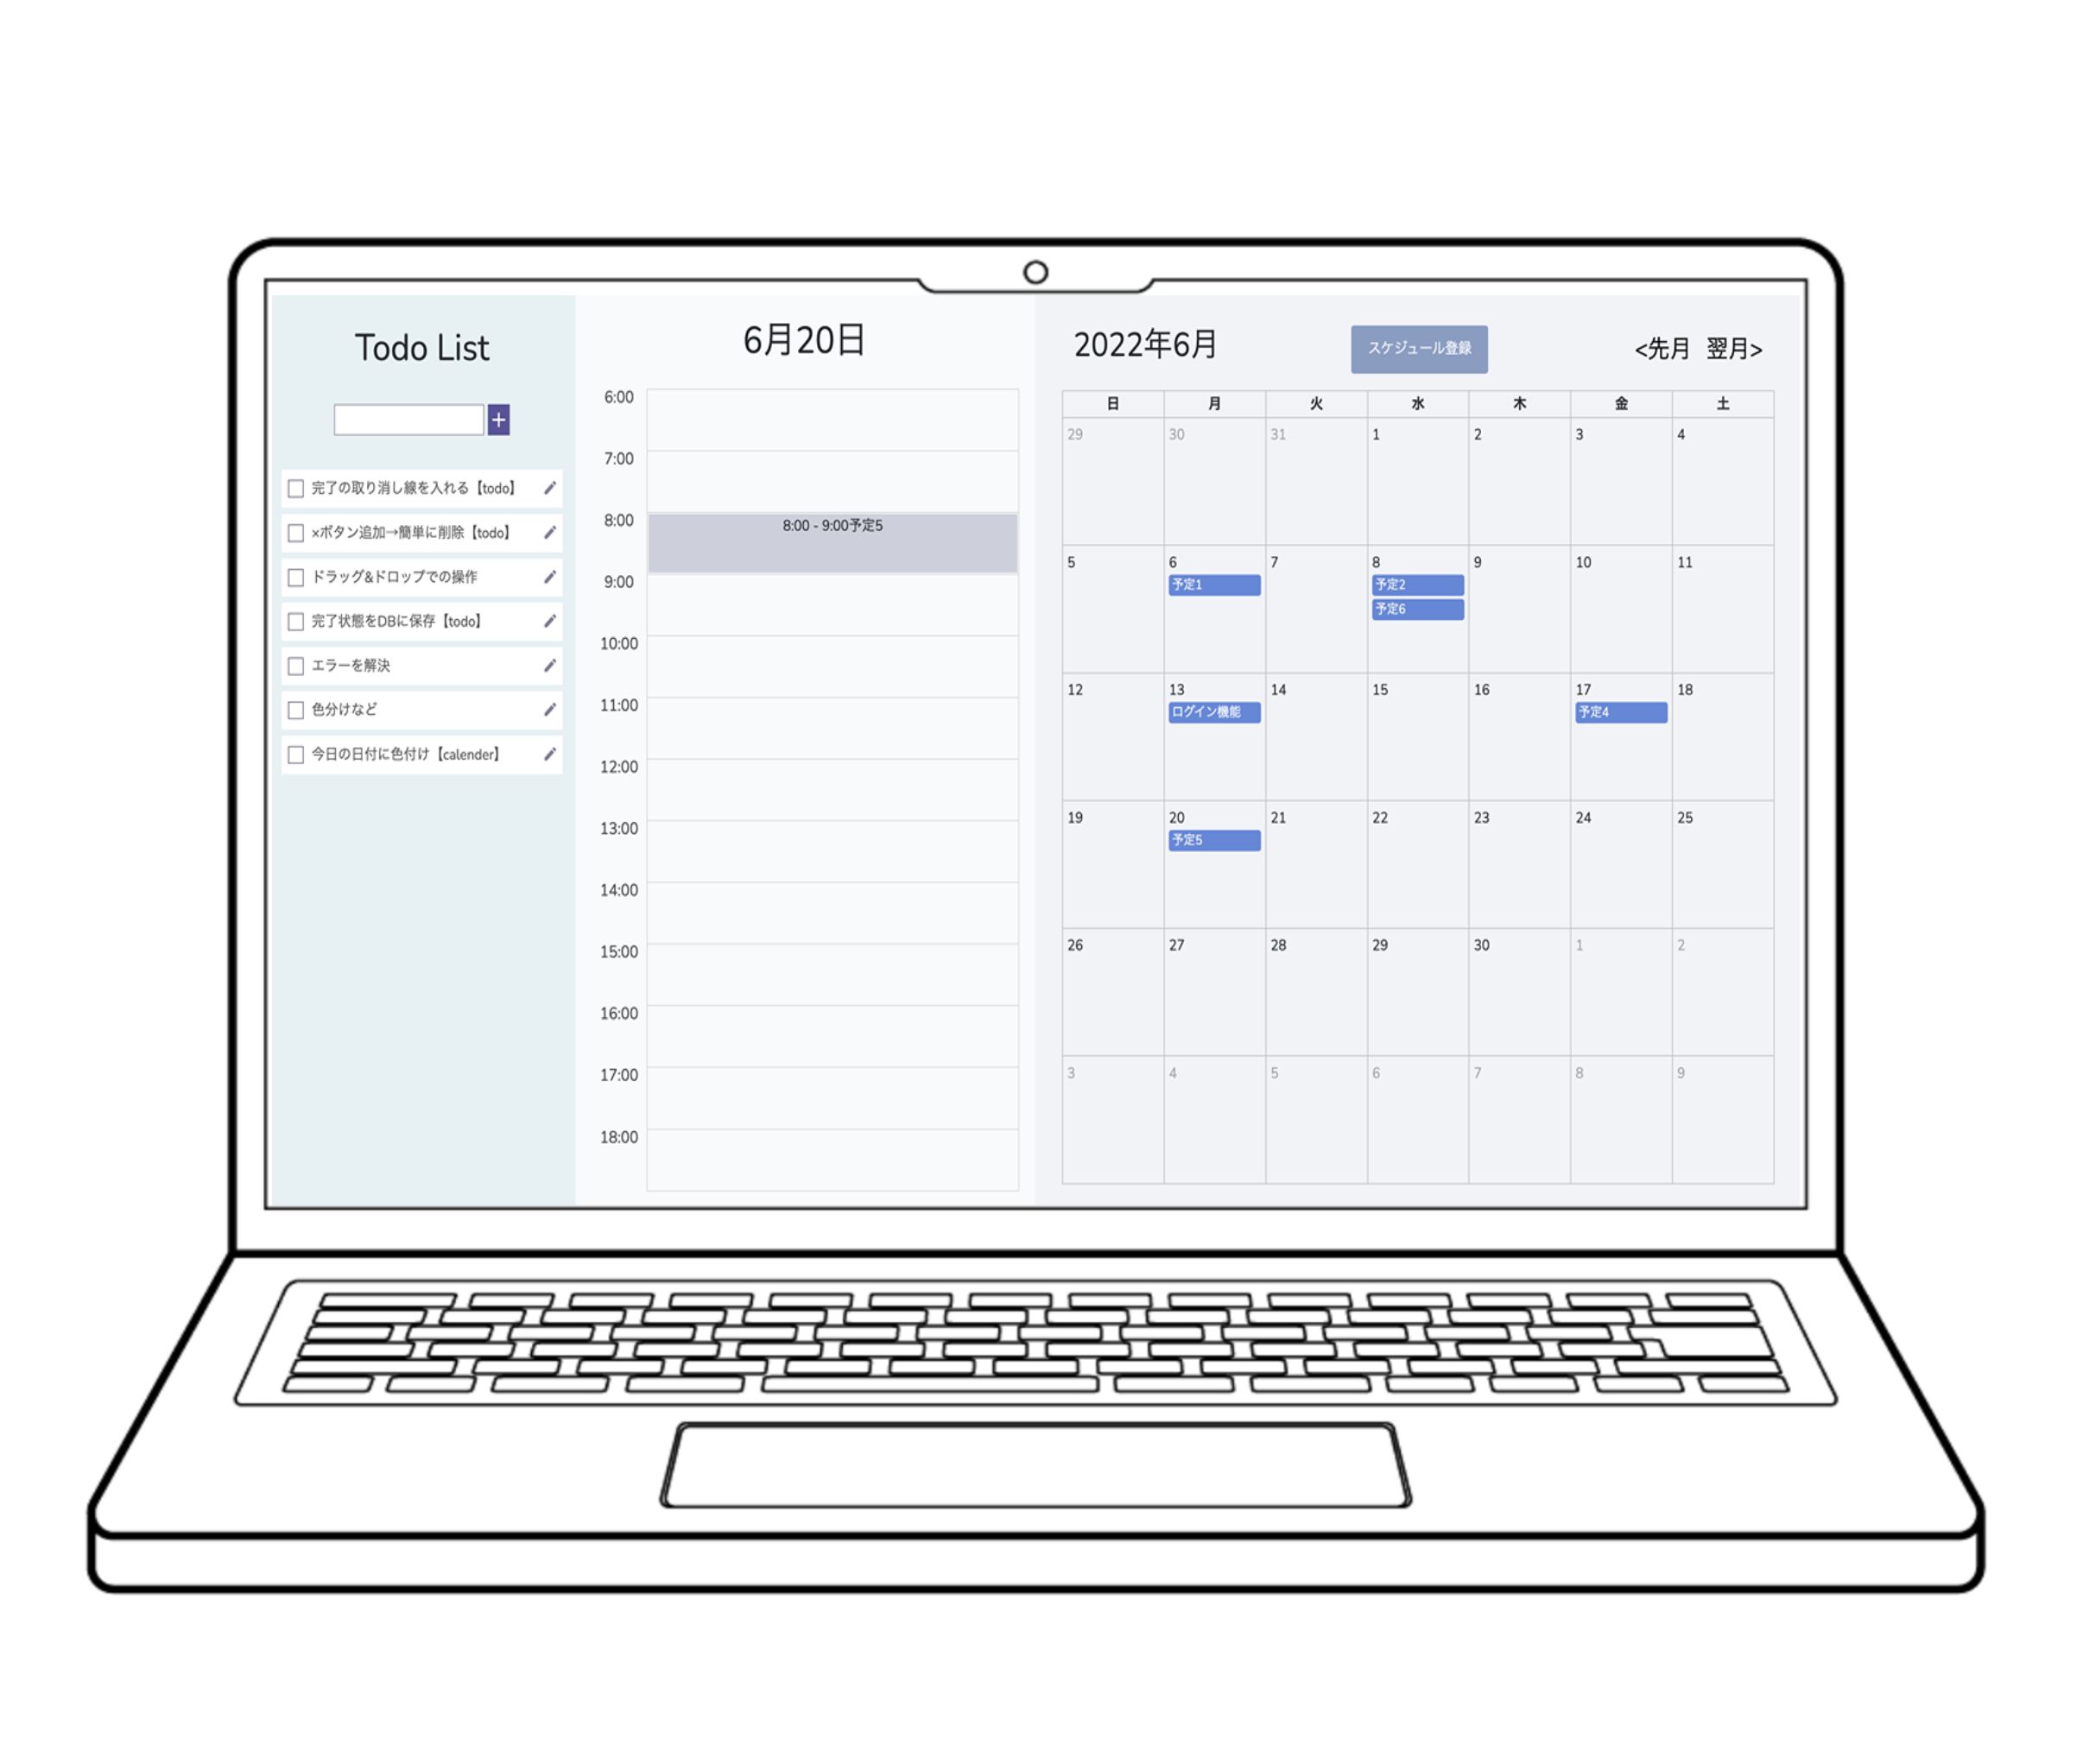 Todo List
+
完了の取り消し線を入れる【todo】
×ボタン追加→簡単に削除【todo】
ドラッグ&ドロップでの操作
完了状態をDBに保存【todo】
エラーを解決
色分けなど
今日の日付に色付け【calender】
6月20日
6:00
7:00
8:00
8:00 - 9:00予定5
9:00
10:00
11:00
12:00
13:00
14:00
15:00
16:00
17:00
18:00
2022年6月
スケジュール登録
<先月 翌月>
日 月 火 水 木 金 土
29 30 31 1 2 3 4
5 6 7 8 9 10 11
予定1 予定2
予定6
12 13 14 15 16 17 18
ログイン機能 予定4
19 20 21 22 23 24 25
予定5
26 27 28 29 30 1 2
3 4 5 6 7 8 9